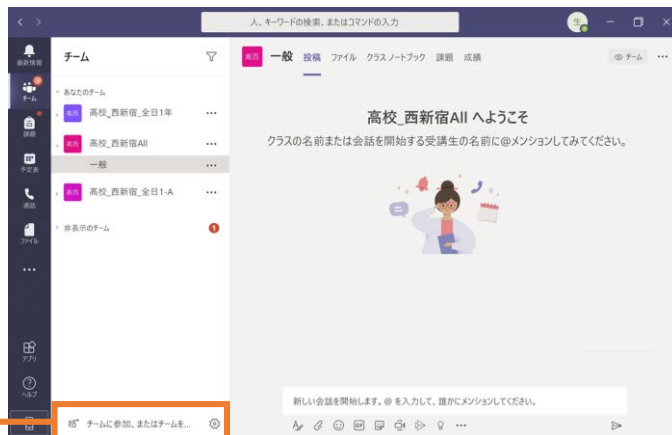 人、キーワードの検索、またはコマンドの入力
生
最新情報
チーム
課題
予定表
通話
ファイル
アプリ
ヘルプ
チーム
あなたのチーム
高校_西新宿_全日1年
高西
高校_西新宿All
一般
高校_西新宿_全日1-A
非表示のチーム
1
チームに参加、またはチームを...
高西
一般 投稿 ファイル クラス ノートブック 課題 成績
チーム
高校_西新宿All へようこそ
クラスの名前または会話を開始する受講生の名前に@メンションしてみてください。
新しい会話を開始します。@ を入力して、誰かにメンションしてください。
GIF